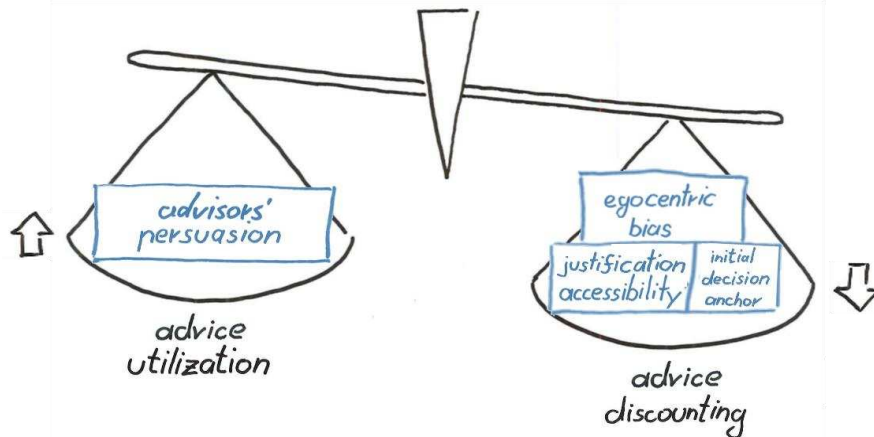 advisors'
persuasion
advice
utilization
egocentric
bias
justification
accessibility
initial
decision
anchor
advice
discounting